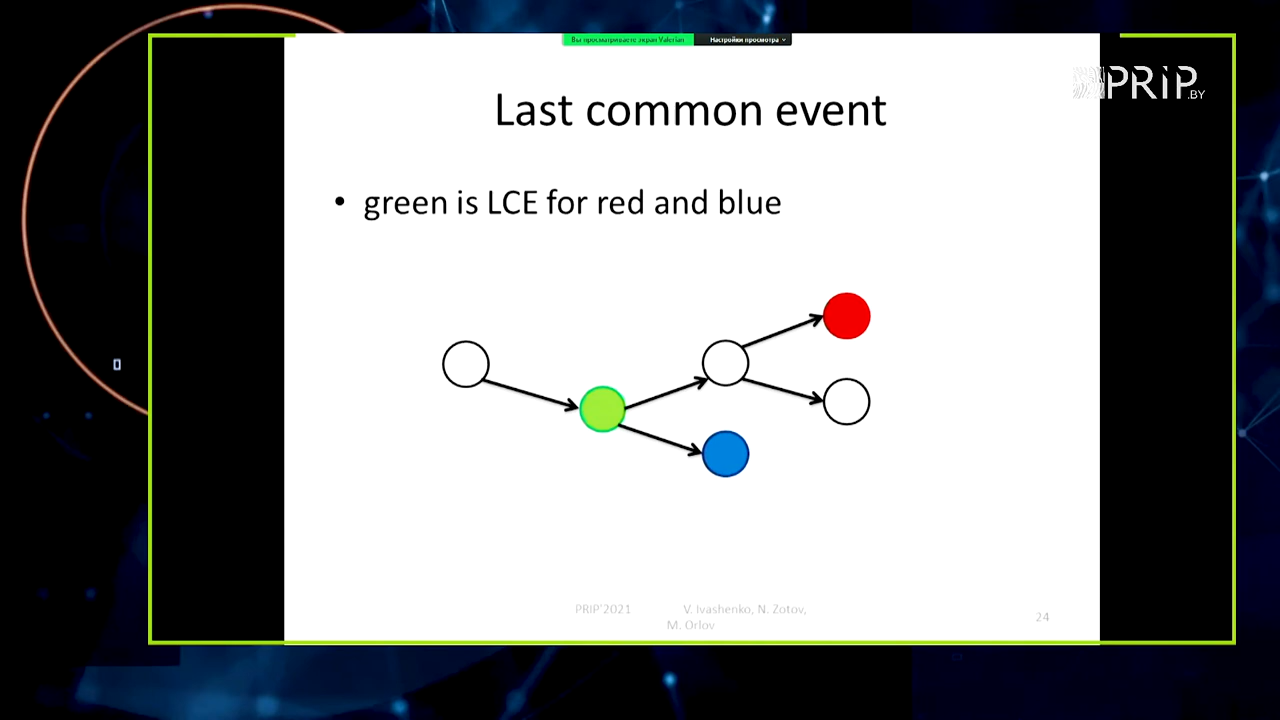 Вы просматриваете экран Valerian
Настройки просмотра
PRIP.BY
Last common event
• green is LCE for red and blue
PRIP'2021 V. Ivashenko, N. Zotov,
M. Orlov
24